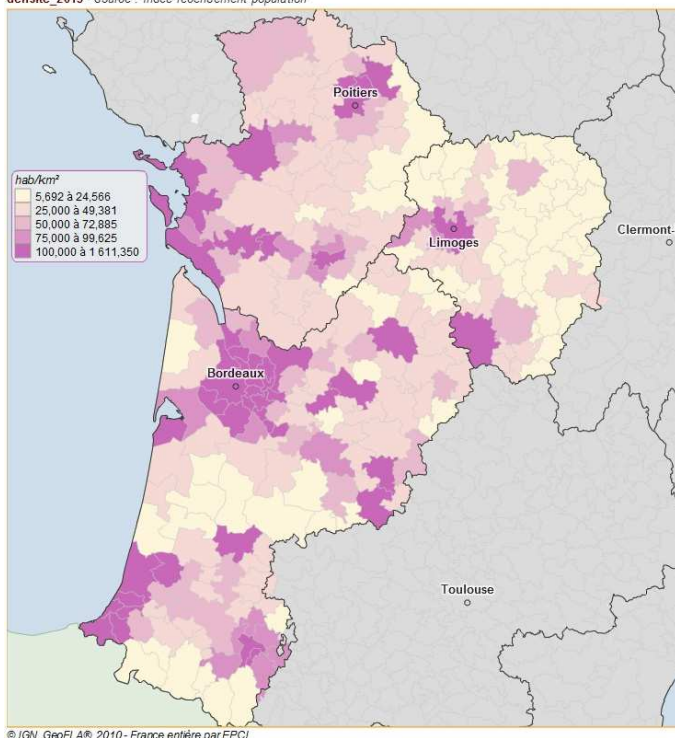 densité_2013 - Source : Insee recensement population
Poitiers
hab/km²
5,692 à 24,566
25,000 à 49,381
50,000 à 72,885
75,000 à 99,625
100,000 à 1 611,350
Limoges
Clermont-
Bordeaux
Toulouse
© IGN, GeoFLA®, 2010 - France entière par EPCI